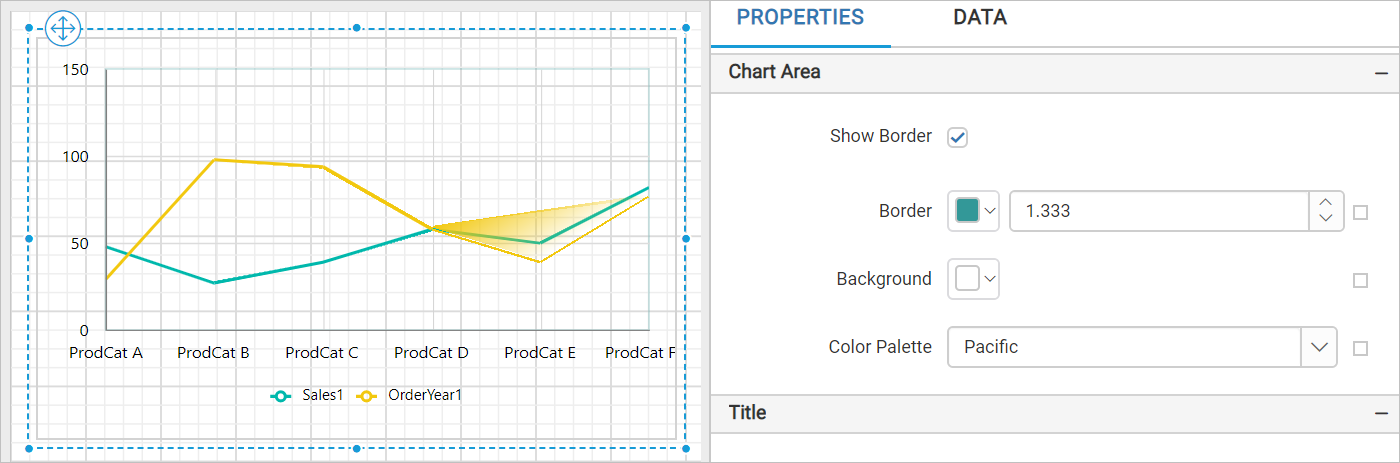 PROPERTIES DATA
Chart Area
Show Border
Border 1.333
Background
Color Palette Pacific
Title
150
100
50
0
ProdCat A ProdCat B ProdCat C ProdCat D ProdCat E ProdCat F
Sales1 OrderYear1